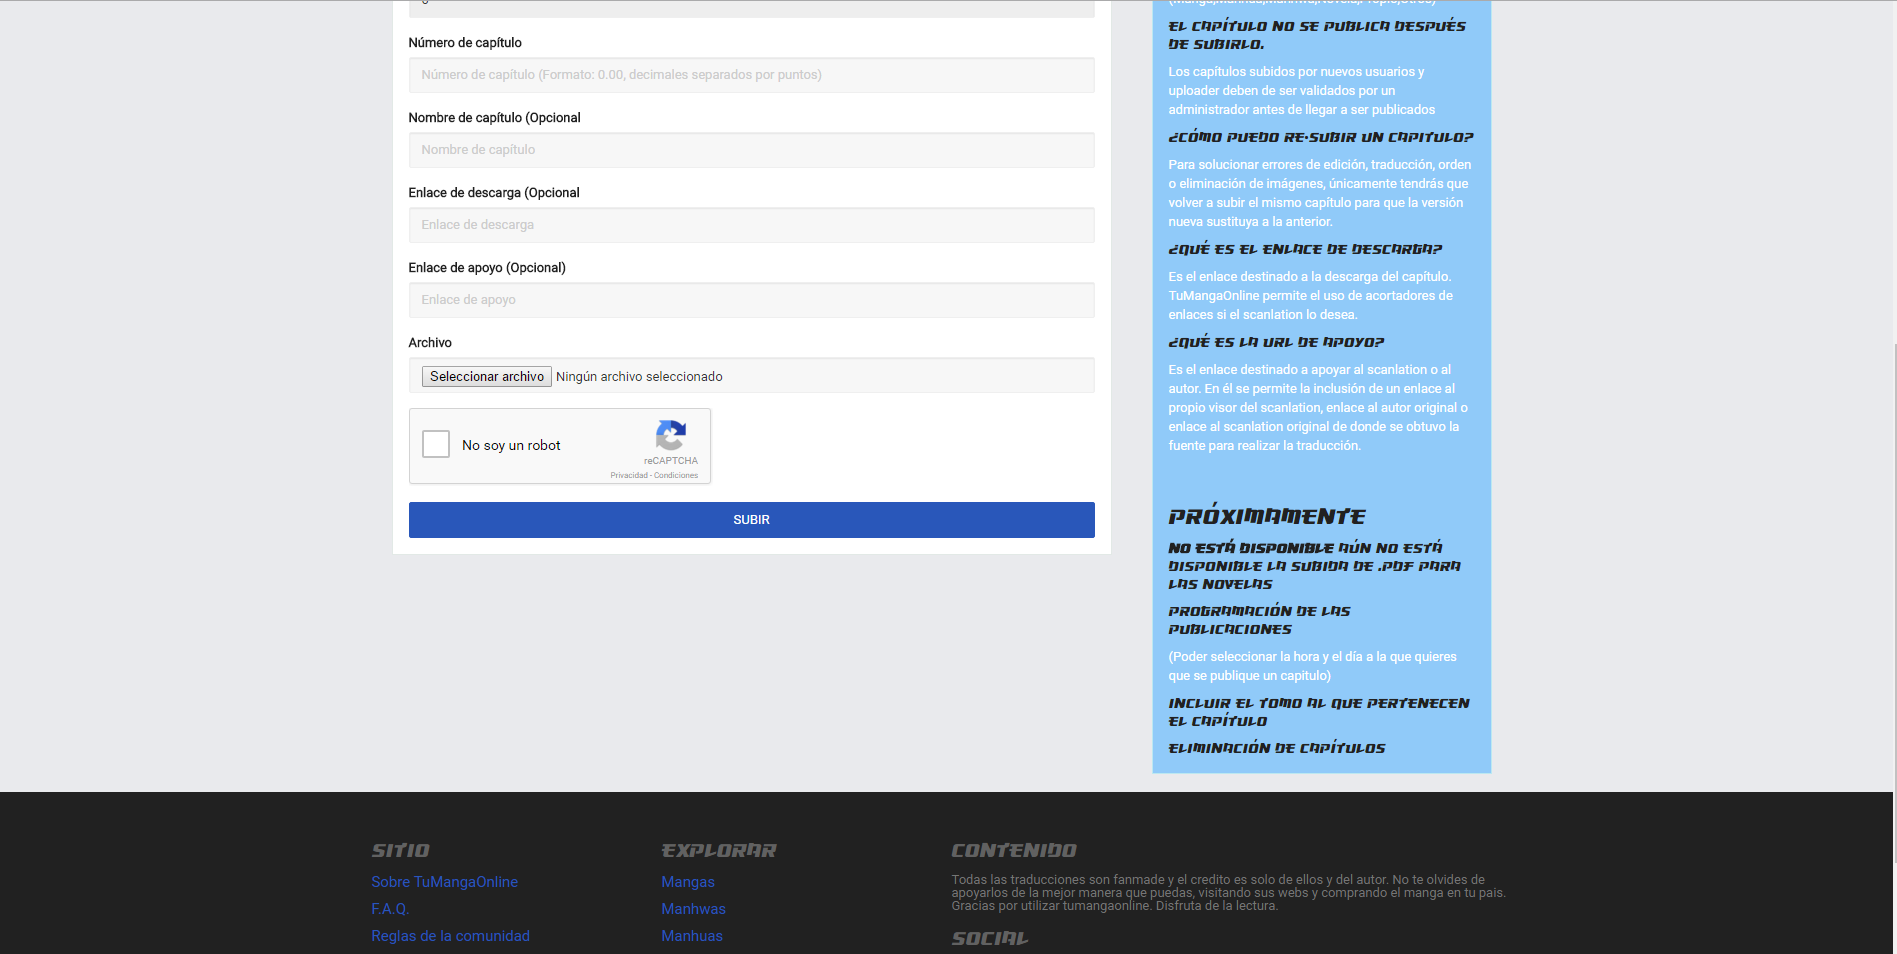 Número de capítulo
Número de capítulo (Formato: 0.00, decimales separados por puntos)
Nombre de capítulo (Opcional
Nombre de capítulo
Enlace de descarga (Opcional
Enlace de descarga
Enlace de apoyo (Opcional)
Enlace de apoyo
Archivo
Seleccionar archivo Ningún archivo seleccionado
No soy un robot
reCAPTCHA
Privacidad - Condiciones
SUBIR
(Manga,Manhua,Manhwa,Novela,Propio,Otros)
EL CAPÍTULO NO SE PUBLICA DESPUÉS
DE SUBIRLO.
Los capítulos subidos por nuevos usuarios y
uploader deben de ser validados por un
administrador antes de llegar a ser publicados
¿CÓMO PUEDO RE-SUBIR UN CAPITULO?
Para solucionar errores de edición, traducción, orden
o eliminación de imágenes, únicamente tendrás que
volver a subir el mismo capítulo para que la versión
nueva sustituya a la anterior.
¿QUÉ ES EL ENLACE DE DESCARGA?
Es el enlace destinado a la descarga del capítulo.
TuMangaOnline permite el uso de acortadores de
enlaces si el scanlation lo desea.
¿QUÉ ES LA URL DE APOYO?
Es el enlace destinado a apoyar al scanlation o al
autor. En él se permite la inclusión de un enlace al
propio visor del scanlation, enlace al autor original o
enlace al scanlation original de donde se obtuvo la
fuente para realizar la traducción.
PRÓXIMAMENTE
NO ESTÁ DISPONIBLE AÚN NO ESTÁ
DISPONIBLE LA SUBIDA DE .PDF PARA
LAS NOVELAS
PROGRAMACIÓN DE LAS
PUBLICACIONES
(Poder seleccionar la hora y el día a la que quieres
que se publique un capitulo)
INCLUIR EL TOMO AL QUE PERTENECEN
EL CAPÍTULO
ELIMINACIÓN DE CAPÍTULOS
SITIO
Sobre TuMangaOnline
F.A.Q.
Reglas de la comunidad
EXPLORAR
Mangas
Manhwas
Manhuas
CONTENIDO
Todas las traducciones son fanmade y el credito es solo de ellos y del autor. No te olvides de
apoyarlos de la mejor manera que puedas, visitando sus webs y comprando el manga en tu pais.
Gracias por utilizar tumangaonline. Disfruta de la lectura.
SOCIAL